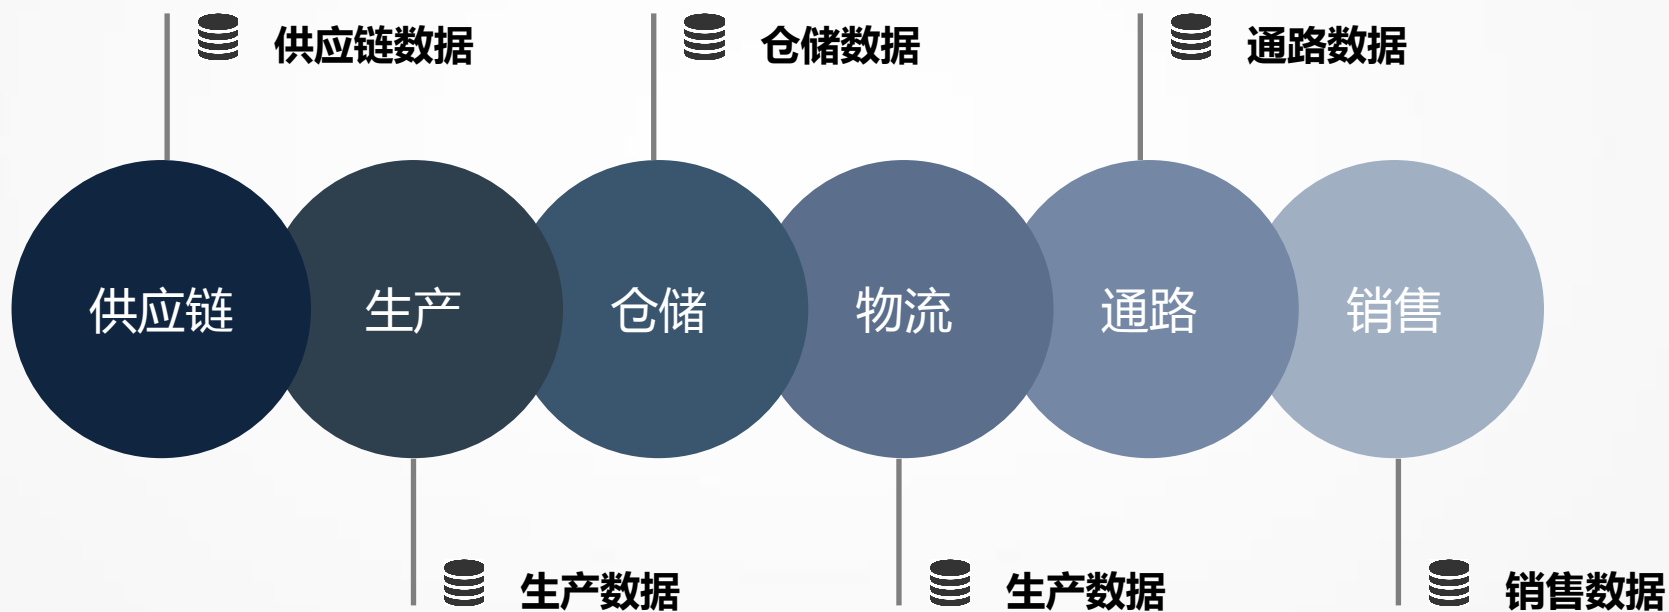 供应链数据
仓储数据
通路数据
供应链
生产
仓储
物流
通路
销售
生产数据
生产数据
销售数据